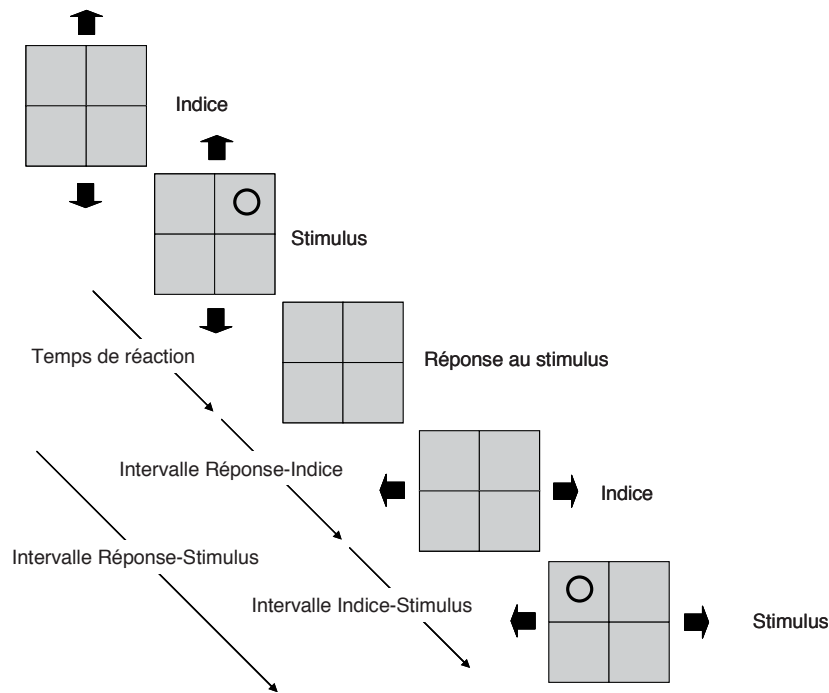 Indice
Stimulus
Temps de réaction
Réponse au stimulus
Intervalle Réponse-Indice
Indice
Intervalle Réponse-Stimulus
Intervalle Indice-Stimulus
Stimulus